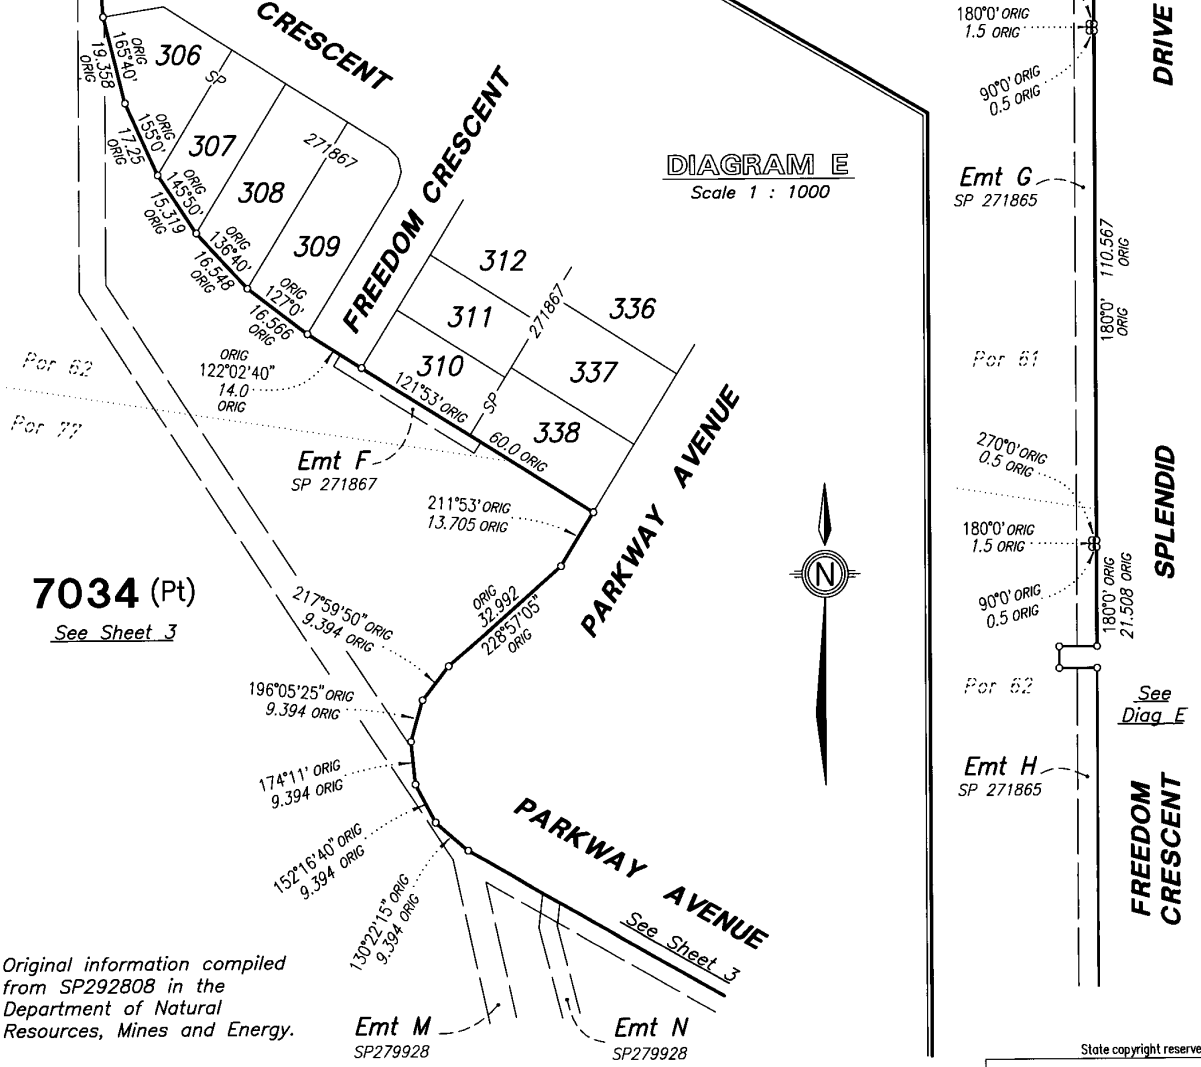 CRESCENT
306
SP
307
271867
308
309
165°40' ORIG
19.358
ORIG
155°0' ORIG
17.25
ORIG
145°50' ORIG
15.319
ORIG
136°40' ORIG
16.548
ORIG
127°0' ORIG
16.566
ORIG
FREEDOM CRESCENT
DIAGRAM E
Scale 1 : 1000
312
311
310
271867
SP
336
337
338
Por 62
Por 77
ORIG
122°02'40"
14.0
ORIG
121°53' ORIG
60.0 ORIG
Emt F
SP 271867
211°53' ORIG
13.705 ORIG
PARKWAY AVENUE
N
7034 (Pt)
See Sheet 3
ORIG
32.992
228°57'05"
ORIG
217°59'50" ORIG
9.394 ORIG
196°05'25" ORIG
9.394 ORIG
174°11' ORIG
9.394 ORIG
152°16'40" ORIG
9.394 ORIG
130°22'15" ORIG
9.394 ORIG
PARKWAY AVENUE
See Sheet 3
Original information compiled
from SP292808 in the
Department of Natural
Resources, Mines and Energy.
Emt M
SP279928
Emt N
SP279928
180°0' ORIG
1.5 ORIG
90°0' ORIG
0.5 ORIG
DRIVE
Emt G
SP 271865
110.567
ORIG
180°0'
ORIG
Por 61
270°0' ORIG
0.5 ORIG
180°0' ORIG
1.5 ORIG
90°0' ORIG
0.5 ORIG
180°0' ORIG
21.508 ORIG
SPLENDID
Por 62
See
Diag E
Emt H
SP 271865
FREEDOM
CRESCENT
State copyright reserve